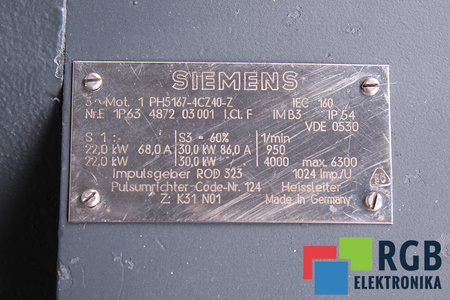 SIEMENS
3~Mot. 1 PH5167-4CZ40-Z IEC 160
Nr.E 1P63 4872 03 001 I.Cl. F IM B3 IP 54
VDE 0530
S 1: S3 - 60% 1/min
22,0 kW 68,0 A 30,0 kW 86,0 A 950
22,0 kW 30,0 kW 4000 max. 6300
Impulsgeber ROD 323 1024 Imp./U
Pulsumrichter Code-Nr. 124 Heissleiter
Z: K31 N01 Made in Germany
RGB
ELEKTRONIKA